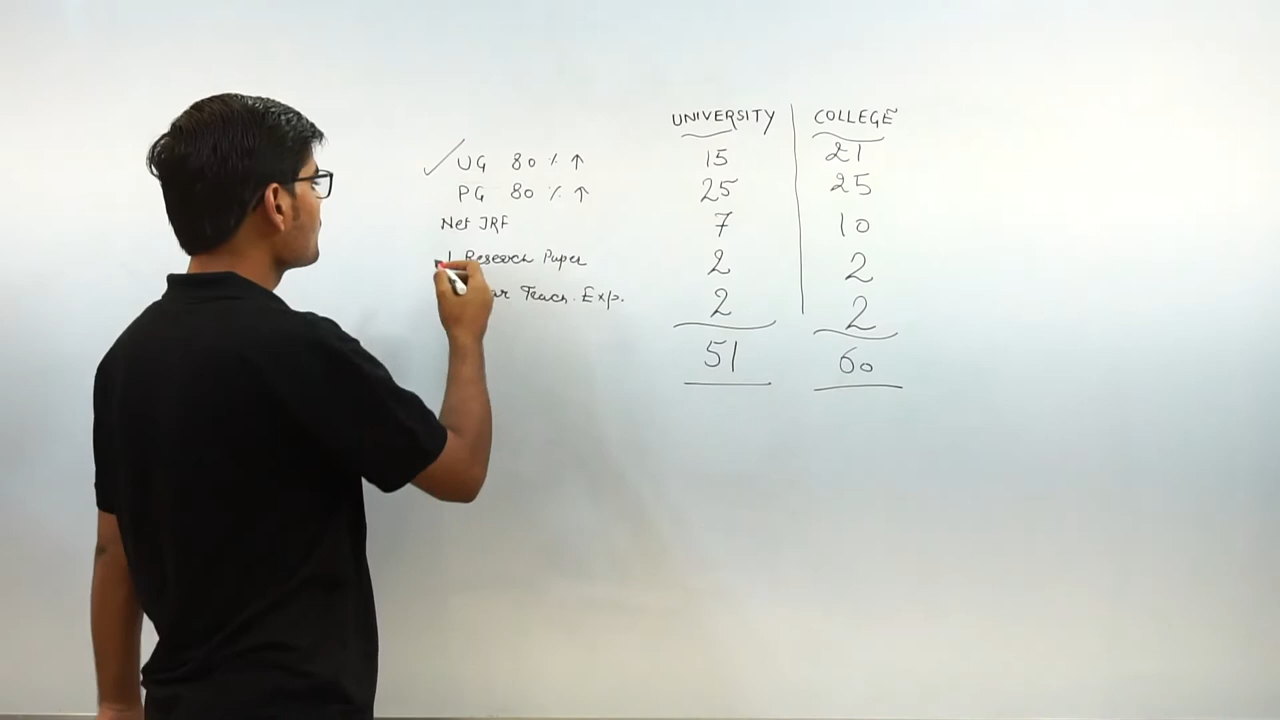 UNIVERSITY COLLEGE
UG 80 % ↑ 15 21
PG 80 % ↑ 25 25
Net JRF 7 10
1 Research Paper 2 2
Teach. Exp. 2 2
51 60